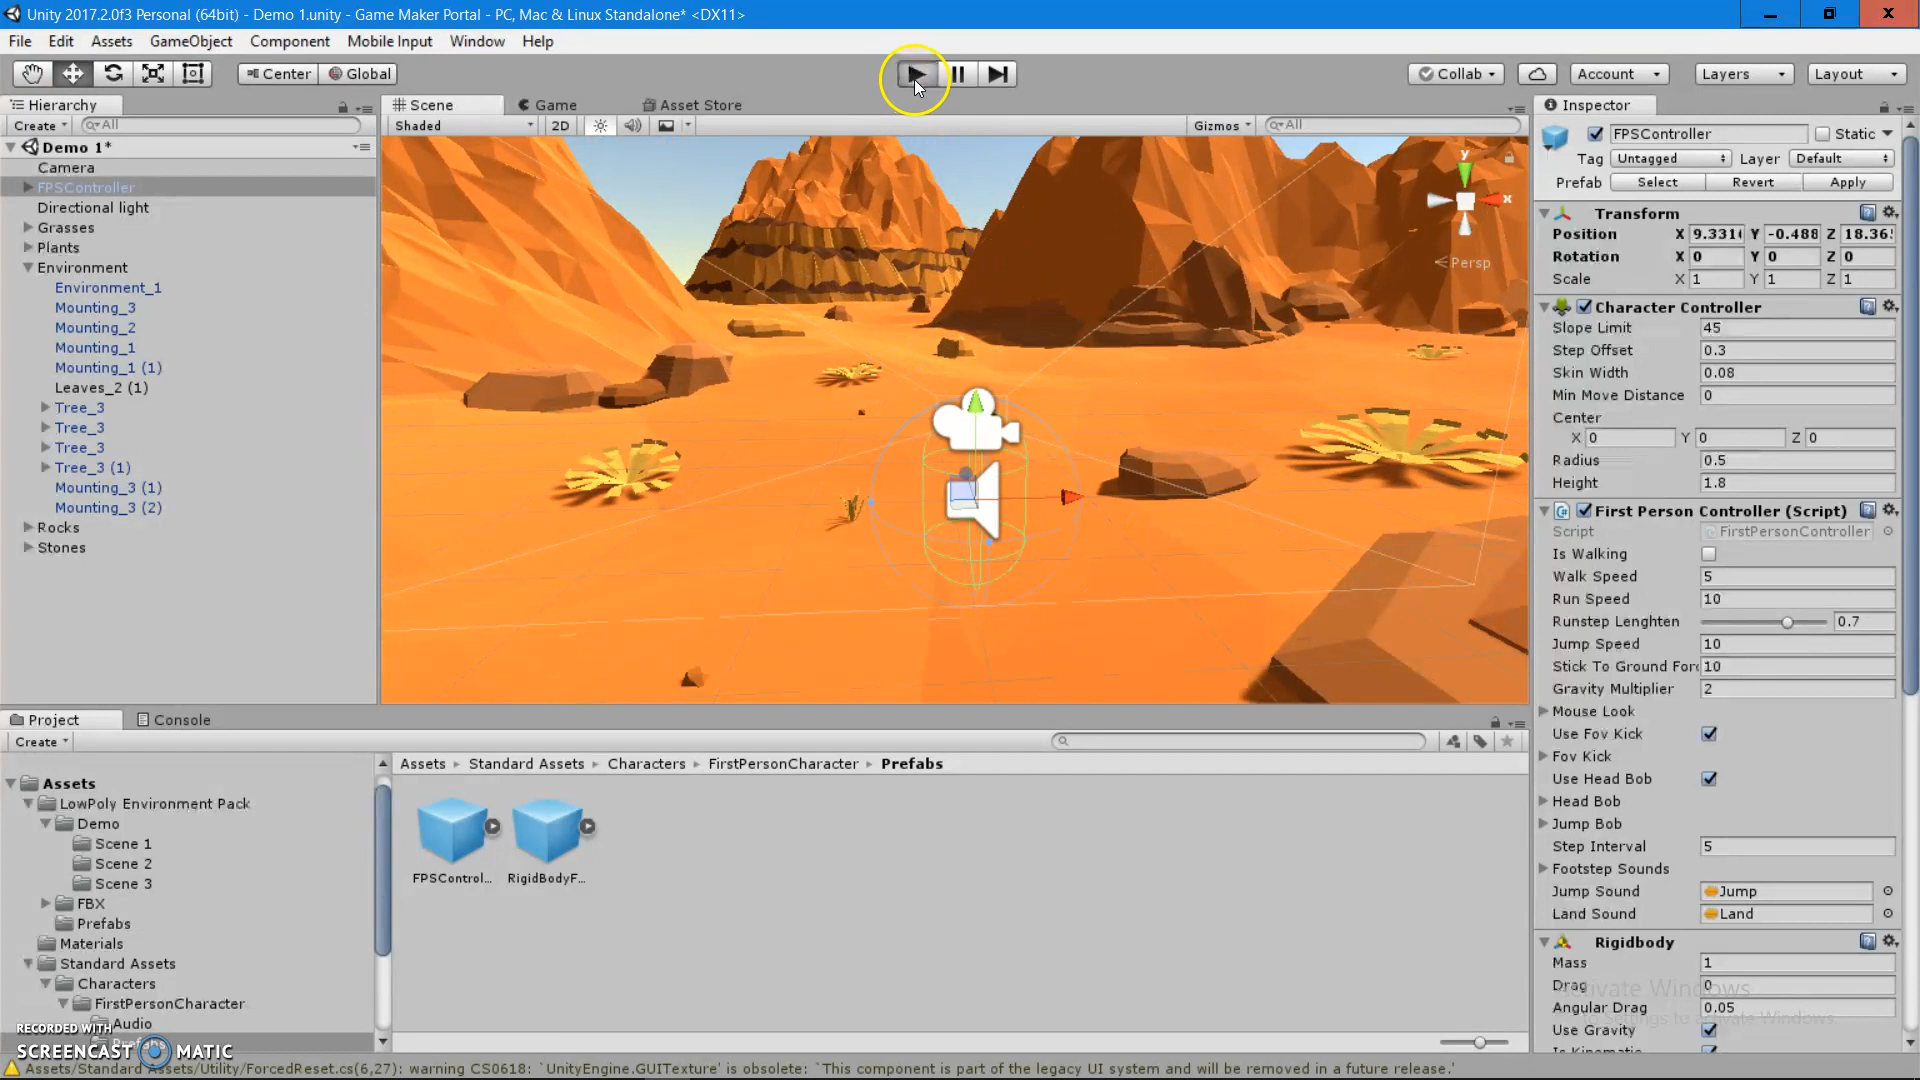 Unity 2017.2.0f3 Personal (64bit) - Demo 1.unity - Game Maker Portal - PC, Mac & Linux Standalone* <DX11>
File Edit Assets GameObject Component Mobile Input Window Help
Center Global Collab Account Layers Layout
Hierarchy
Create All
Demo 1*
Camera
FPSController
Directional light
Grasses
Plants
Environment
Environment_1
Mounting_3
Mounting_2
Mounting_1
Mounting_1 (1)
Leaves_2 (1)
Tree_3
Tree_3
Tree_3
Tree_3 (1)
Mounting_3 (1)
Mounting_3 (2)
Rocks
Stones
Scene Game Asset Store
Shaded 2D Gizmos All
y
x
Persp
Inspector
FPSController Static
Tag Untagged Layer Default
Prefab Select Revert Apply
Transform
Position X 9.331 Y -0.488 Z 18.36
Rotation X 0 Y 0 Z 0
Scale X 1 Y 1 Z 1
Character Controller
Slope Limit 45
Step Offset 0.3
Skin Width 0.08
Min Move Distance 0
Center
X 0 Y 0 Z 0
Radius 0.5
Height 1.8
First Person Controller (Script)
Script FirstPersonController
Is Walking
Walk Speed 5
Run Speed 10
Runstep Lenghten 0.7
Jump Speed 10
Stick To Ground Forc 10
Gravity Multiplier 2
Mouse Look
Use Fov Kick
Fov Kick
Use Head Bob
Head Bob
Jump Bob
Step Interval 5
Footstep Sounds
Jump Sound Jump
Land Sound Land
Rigidbody
Mass 1
Drag 0
Angular Drag 0.05
Use Gravity
Is Kinematic
Activate Windows
to Settings to activate Windows.
Project Console
Create
Assets
LowPoly Environment Pack
Demo
Scene 1
Scene 2
Scene 3
FBX
Prefabs
Materials
Standard Assets
Characters
FirstPersonCharacter
Audio
Prefabs
Assets Standard Assets Characters FirstPersonCharacter Prefabs
FPSControl... RigidBodyF...
RECORDED WITH
SCREENCAST MATIC
Assets/Standard Assets/Utility/ForcedReset.cs(6,27): warning CS0618: `UnityEngine.GUITexture' is obsolete: `This component is part of the legacy UI system and will be removed in a future release.'